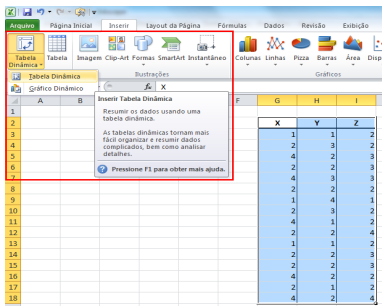 Arquivo Página Inicial Inserir Layout da Página Fórmulas Dados Revisão Exibição
Tabela Dinâmica Tabela Imagem Clip-Art Formas SmartArt Instantâneo Colunas Linhas Pizza Barras Área
Ilustrações Gráficos
Tabela Dinâmica
Gráfico Dinâmico
fx X
A B F G H I
Inserir Tabela Dinâmica
Resumir os dados usando uma
tabela dinâmica.
As tabelas dinâmicas tornam mais
fácil organizar e resumir dados
complicados, bem como analisar
detalhes.
Pressione F1 para obter mais ajuda.
1
2 X Y Z
3 1 1 2
4 2 3 2
5 4 2 3
6 2 2 3
7 4 3 3
8 2 2 2
9 1 4 1
10 2 3 2
11 4 1 2
12 2 2 4
13 1 1 2
14 2 2 3
15 2 2 4
16 4 2 2
17 2 1 2
18 4 2 4